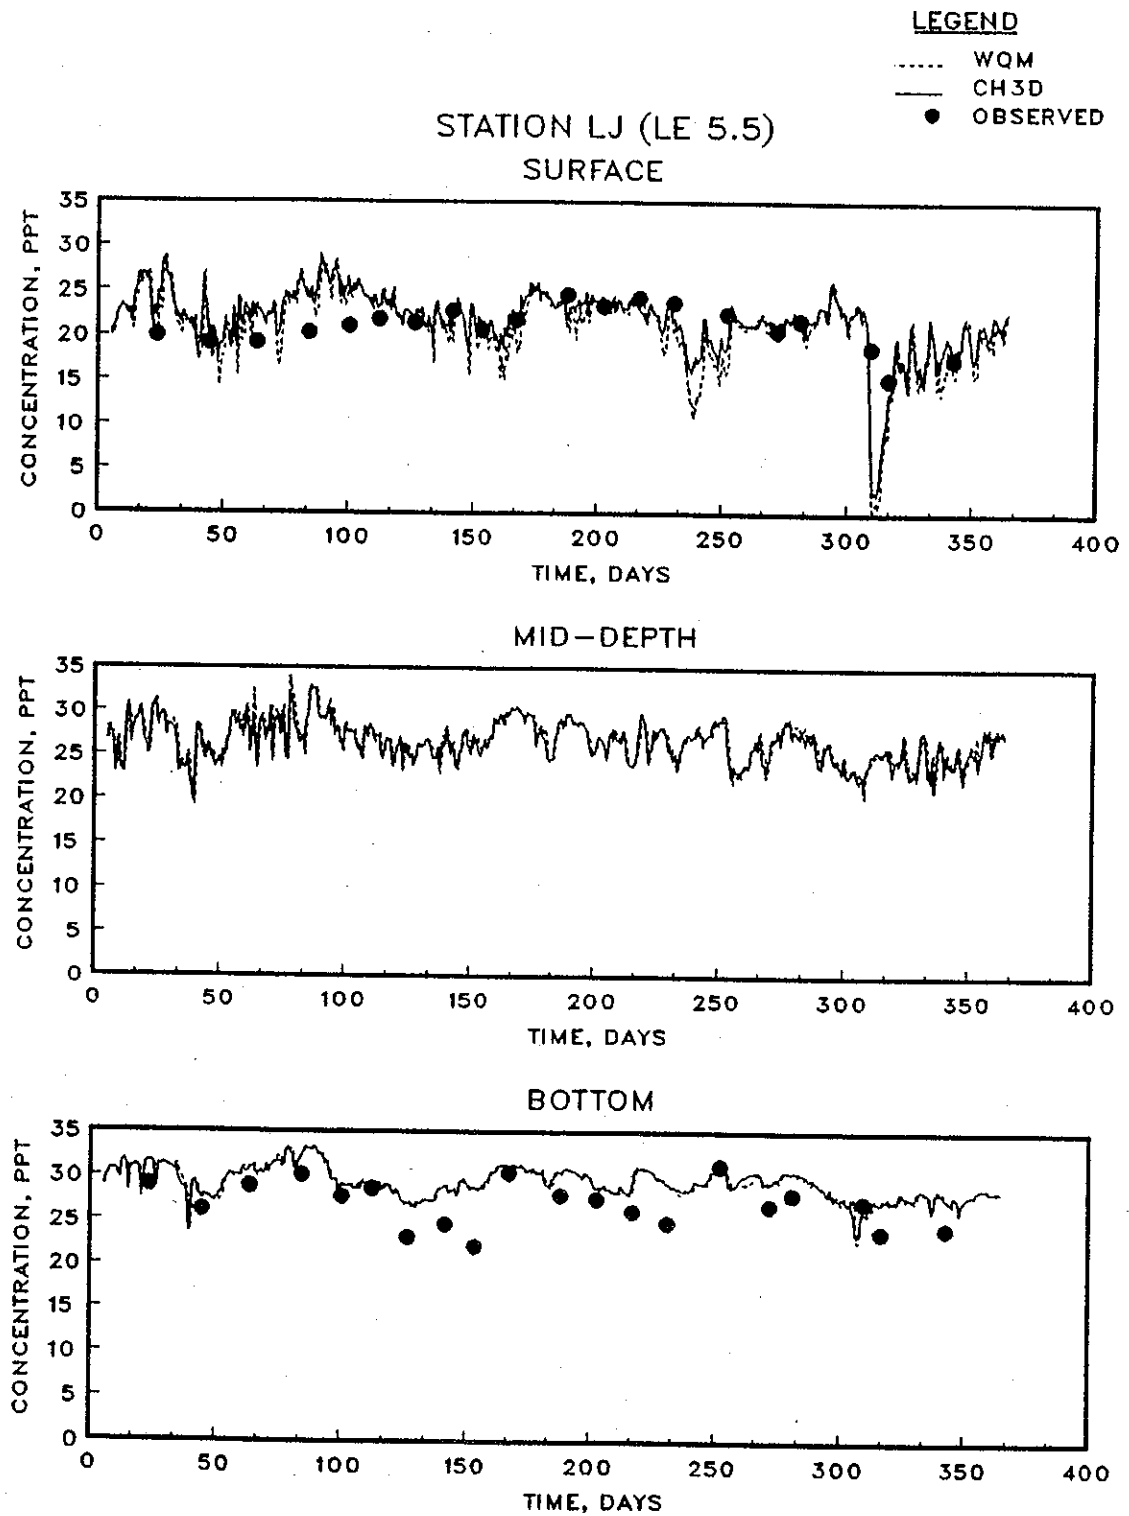 LEGEND
WQM
CH3D
OBSERVED
STATION LJ (LE 5.5)
SURFACE
CONCENTRATION, PPT
35
30
25
20
15
10
5
0
0 50 100 150 200 250 300 350 400
TIME, DAYS
MID-DEPTH
CONCENTRATION, PPT
35
30
25
20
15
10
5
0
0 50 100 150 200 250 300 350 400
TIME, DAYS
BOTTOM
CONCENTRATION, PPT
35
30
25
20
15
10
5
0
0 50 100 150 200 250 300 350 400
TIME, DAYS